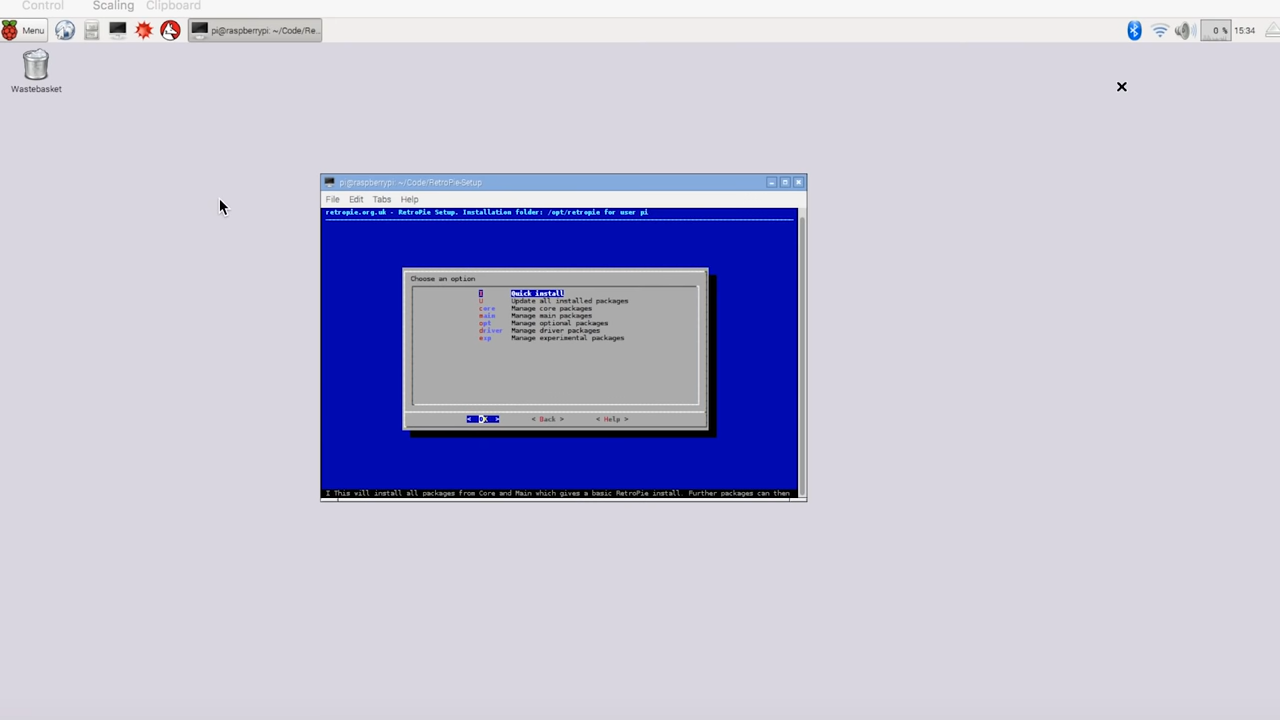 Control Scaling Clipboard
Menu pi@raspberrypi: ~/Code/Re... 0 % 15:34
Wastebasket
pi@raspberrypi: ~/Code/RetroPie-Setup
File Edit Tabs Help
retropie.org.uk - RetroPie Setup. Installation folder: /opt/retropie for user pi
Choose an option
I Quick install
U Update all installed packages
core Manage core packages
main Manage main packages
opt Manage optional packages
driver Manage driver packages
exp Manage experimental packages
< OK > < Back > < Help >
I This will install all packages from Core and Main which gives a basic RetroPie install. Further packages can then